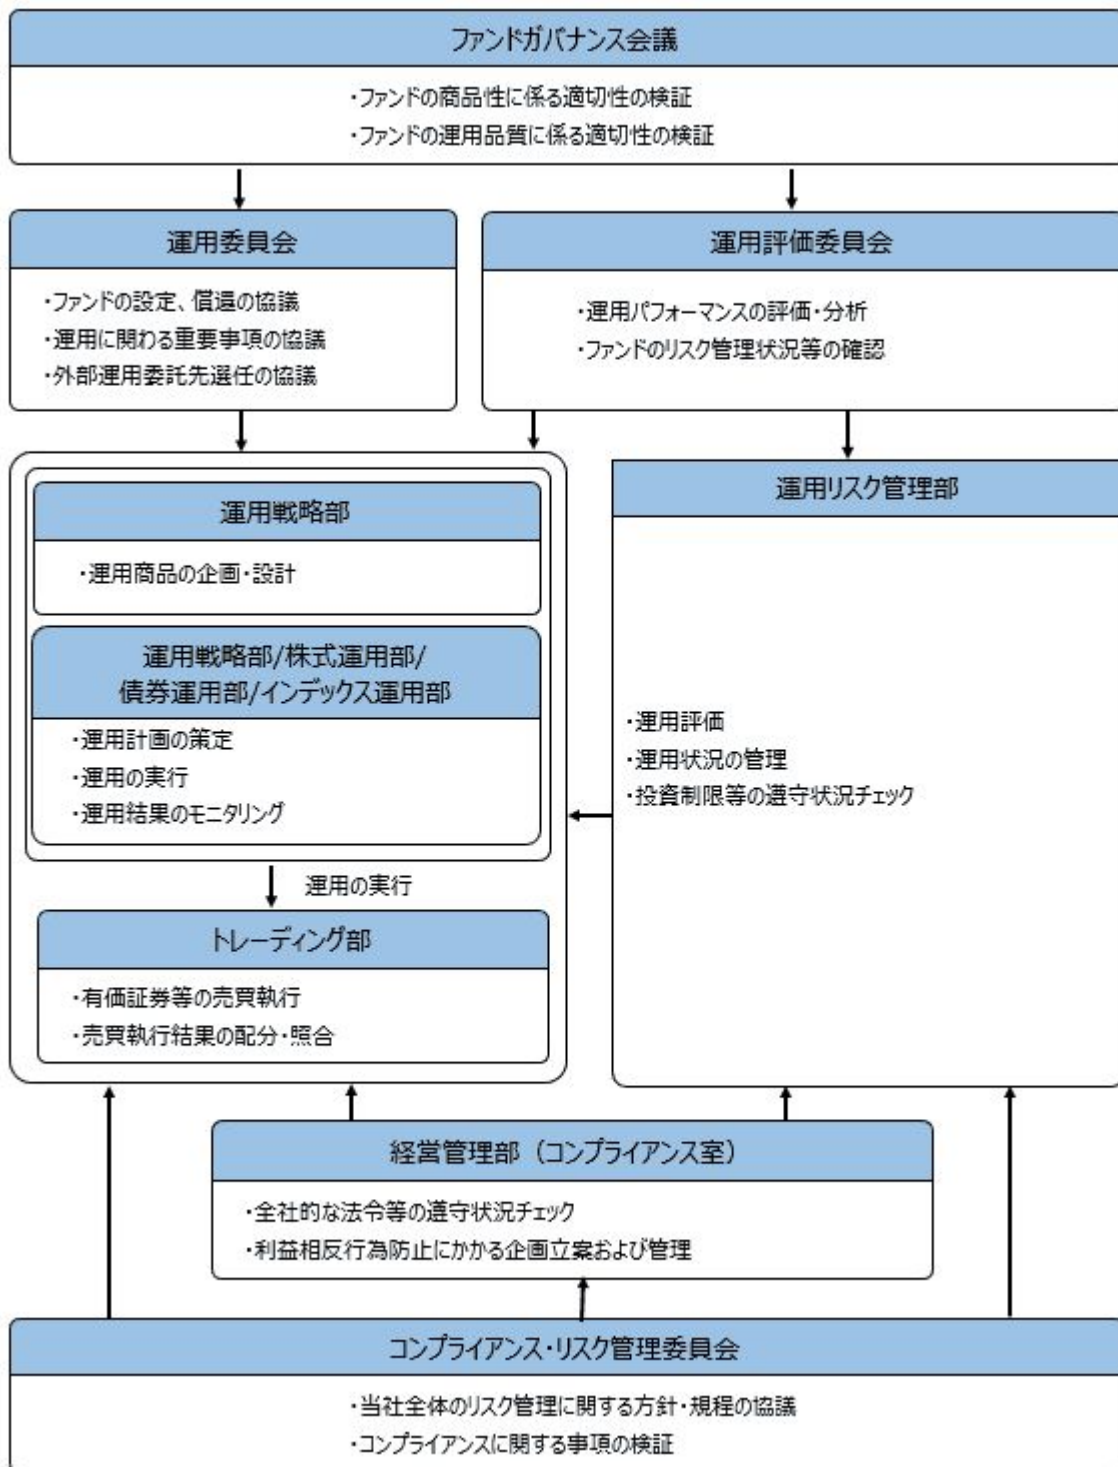 ファンドガバナンス会議
・ファンドの商品性に係る適切性の検証
・ファンドの運用品質に係る適切性の検証
運用委員会
・ファンドの設定、償還の協議
・運用に関わる重要事項の協議
・外部運用委託先選任の協議
運用評価委員会
・運用パフォーマンスの評価・分析
・ファンドのリスク管理状況等の確認
運用戦略部
・運用商品の企画・設計
運用戦略部/株式運用部/
債券運用部/インデックス運用部
・運用計画の策定
・運用の実行
・運用結果のモニタリング
運用の実行
トレーディング部
・有価証券等の売買執行
・売買執行結果の配分・照合
運用リスク管理部
・運用評価
・運用状況の管理
・投資制限等の遵守状況チェック
経営管理部（コンプライアンス室）
・全社的な法令等の遵守状況チェック
・利益相反行為防止にかかる企画立案および管理
コンプライアンス・リスク管理委員会
・当社全体のリスク管理に関する方針・規程の協議
・コンプライアンスに関する事項の検証